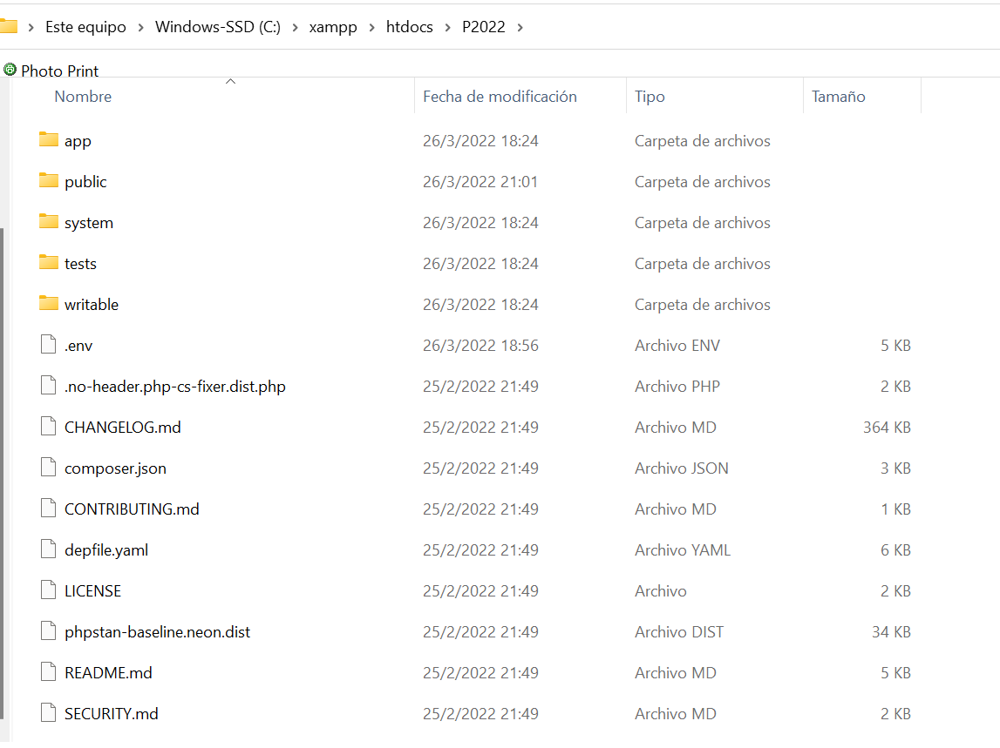 Este equipo > Windows-SSD (C:) > xampp > htdocs > P2022 >
Photo Print
Nombre Fecha de modificación Tipo Tamaño
app 26/3/2022 18:24 Carpeta de archivos
public 26/3/2022 21:01 Carpeta de archivos
system 26/3/2022 18:24 Carpeta de archivos
tests 26/3/2022 18:24 Carpeta de archivos
writable 26/3/2022 18:24 Carpeta de archivos
.env 26/3/2022 18:56 Archivo ENV 5 KB
.no-header.php-cs-fixer.dist.php 25/2/2022 21:49 Archivo PHP 2 KB
CHANGELOG.md 25/2/2022 21:49 Archivo MD 364 KB
composer.json 25/2/2022 21:49 Archivo JSON 3 KB
CONTRIBUTING.md 25/2/2022 21:49 Archivo MD 1 KB
depfile.yaml 25/2/2022 21:49 Archivo YAML 6 KB
LICENSE 25/2/2022 21:49 Archivo 2 KB
phpstan-baseline.neon.dist 25/2/2022 21:49 Archivo DIST 34 KB
README.md 25/2/2022 21:49 Archivo MD 5 KB
SECURITY.md 25/2/2022 21:49 Archivo MD 2 KB